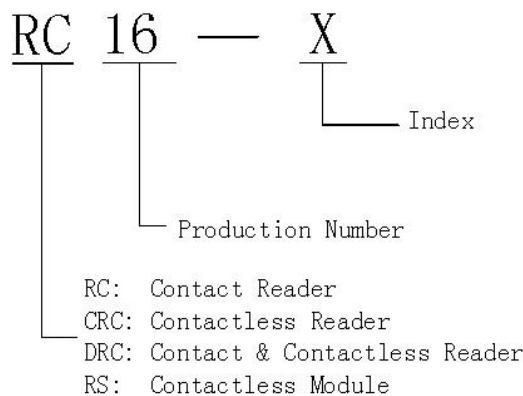 RC 16 — X
Index
Production Number
RC: Contact Reader
CRC: Contactless Reader
DRC: Contact & Contactless Reader
RS: Contactless Module